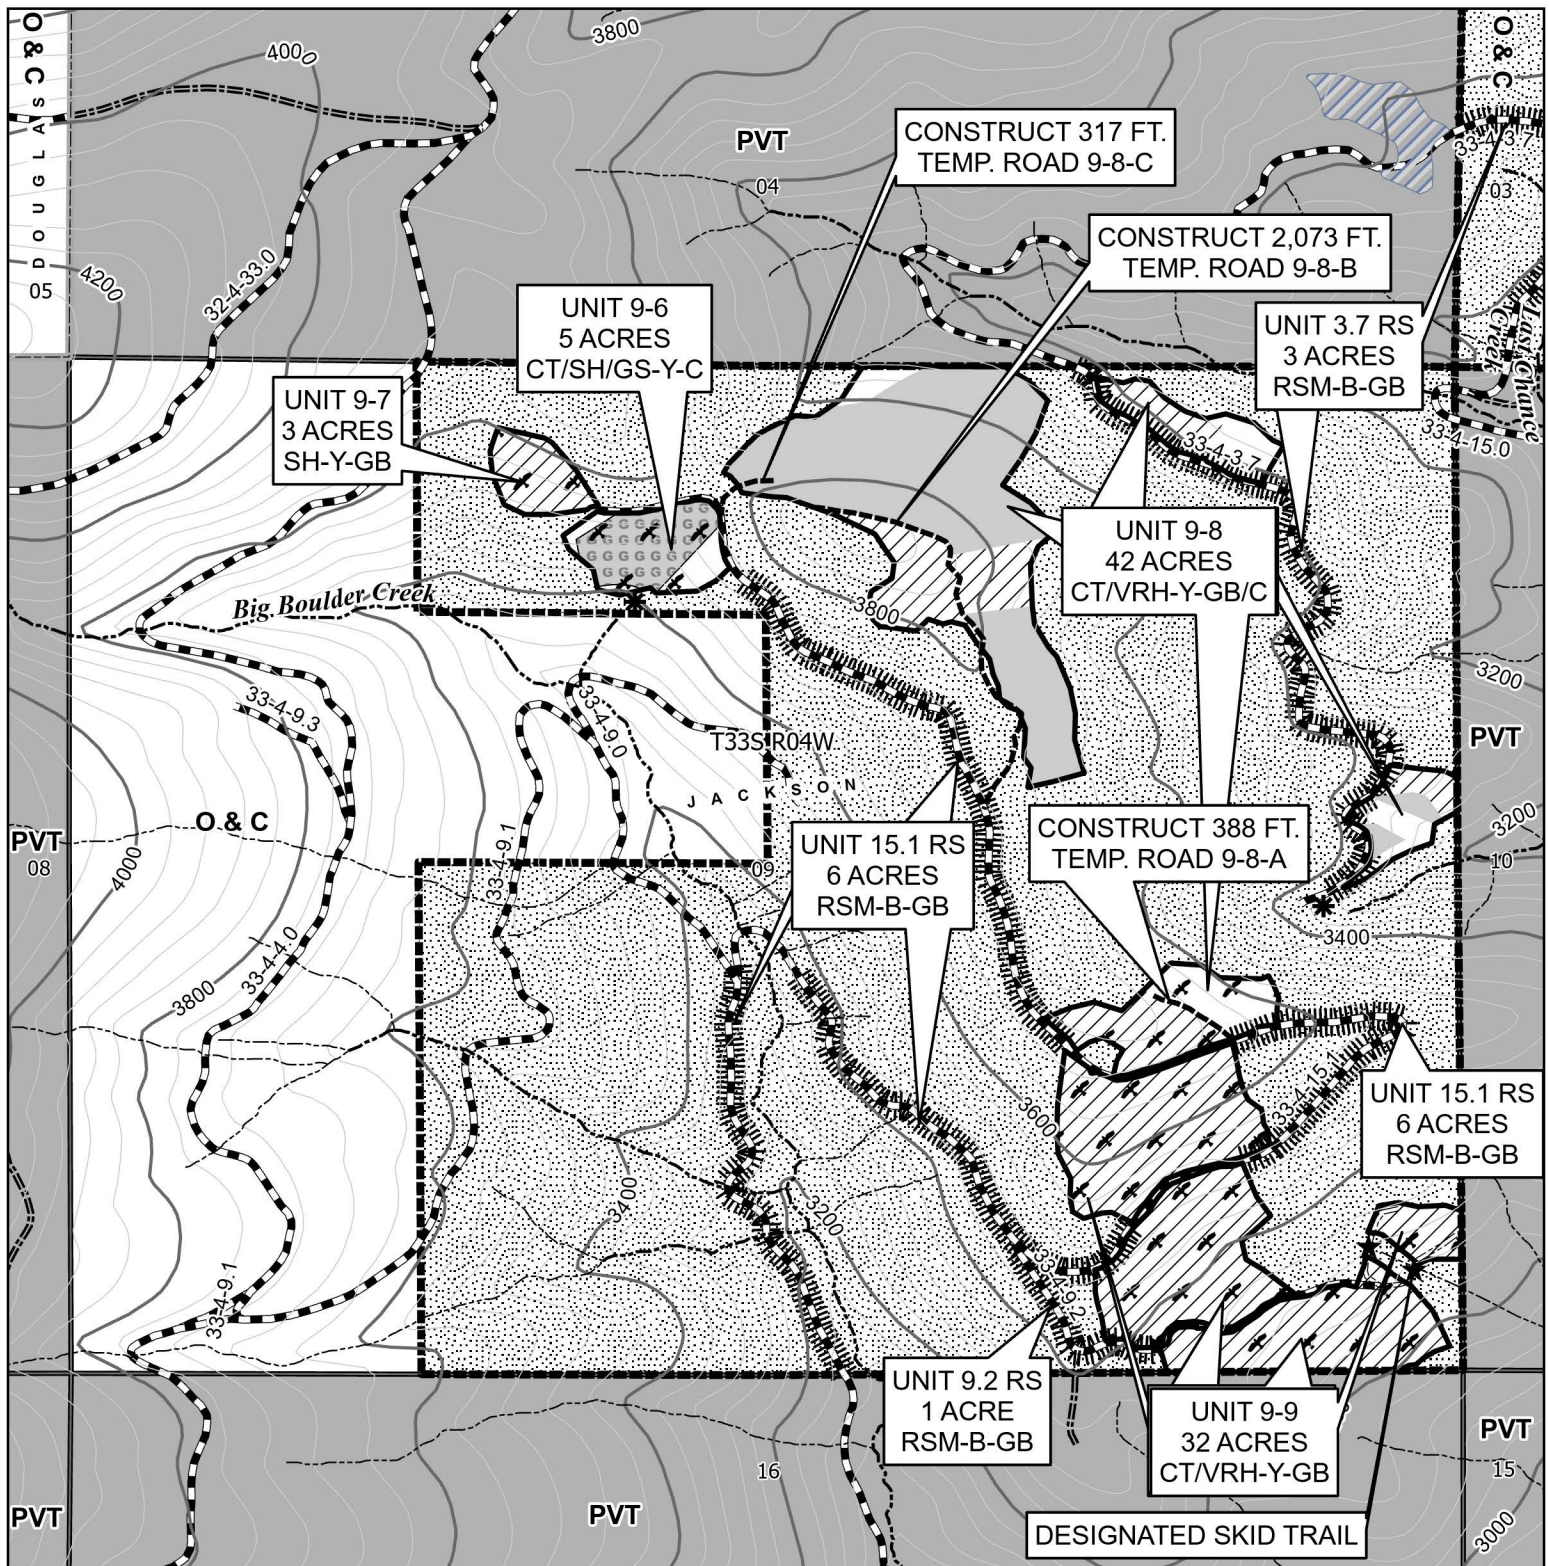 O & C
DOUGLAS
05
4000
3800
4200
32-4-33.0
PVT
04
CONSTRUCT 317 FT.
TEMP. ROAD 9-8-C
CONSTRUCT 2,073 FT.
TEMP. ROAD 9-8-B
O & C
33-4-3.7
03
Last Chance
Creek
UNIT 9-6
5 ACRES
CT/SH/GS-Y-C
UNIT 3.7 RS
3 ACRES
RSM-B-GB
UNIT 9-7
3 ACRES
SH-Y-GB
33-4-3.7
33-4-15.0
G G G G G
G G G G G G
G G G G G G
G G G G G
UNIT 9-8
42 ACRES
CT/VRH-Y-GB/C
Big Boulder Creek
3800
3200
33-4-9.3
33-4-9.0
T33S R04W
JACKSON
PVT
O & C
PVT
08
4000
33-4-9.1
UNIT 15.1 RS
6 ACRES
RSM-B-GB
09
CONSTRUCT 388 FT.
TEMP. ROAD 9-8-A
3200
10
3400
33-4-4.0
3800
3600
33-4-15.1
UNIT 15.1 RS
6 ACRES
RSM-B-GB
3400
3200
33-4-9.1
33-4-9.2
UNIT 9.2 RS
1 ACRE
RSM-B-GB
UNIT 9-9
32 ACRES
CT/VRH-Y-GB
PVT
15
16
PVT
PVT
DESIGNATED SKID TRAIL
3000